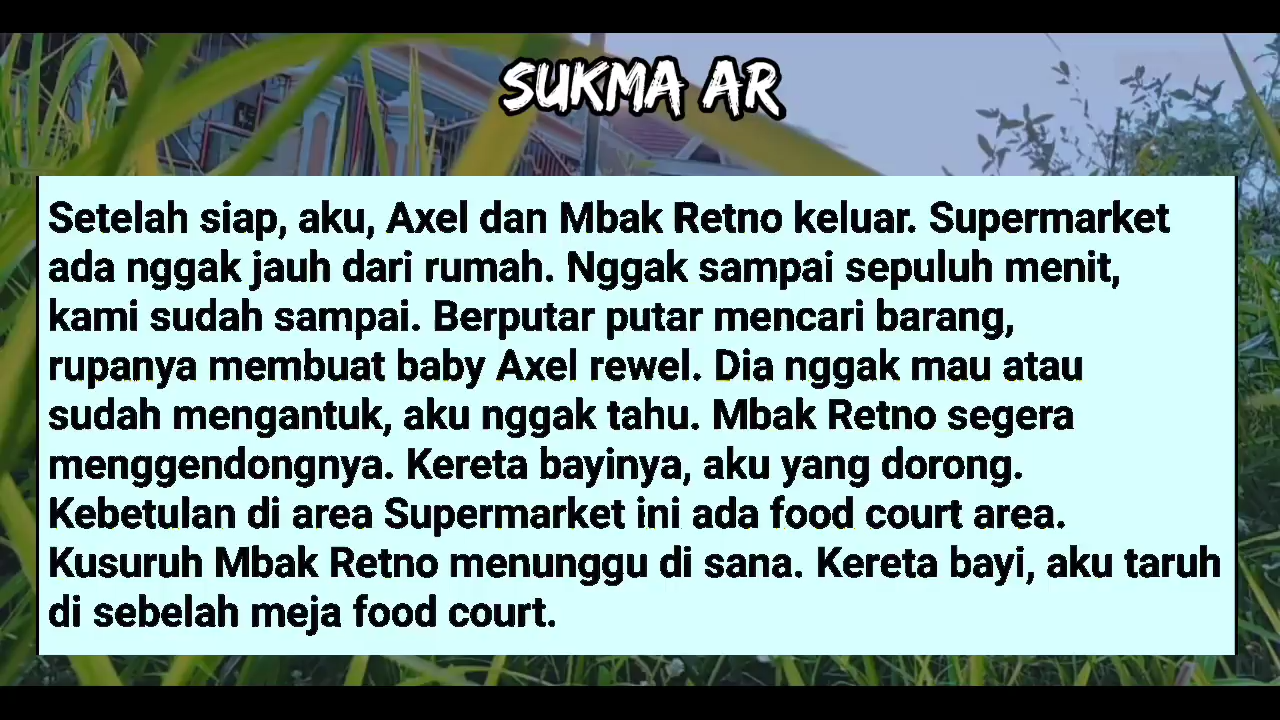 SUKMA AR
Setelah siap, aku, Axel dan Mbak Retno keluar. Supermarket
ada nggak jauh dari rumah. Nggak sampai sepuluh menit,
kami sudah sampai. Berputar putar mencari barang,
rupanya membuat baby Axel rewel. Dia nggak mau atau
sudah mengantuk, aku nggak tahu. Mbak Retno segera
menggendongnya. Kereta bayinya, aku yang dorong.
Kebetulan di area Supermarket ini ada food court area.
Kusuruh Mbak Retno menunggu di sana. Kereta bayi, aku taruh
di sebelah meja food court.